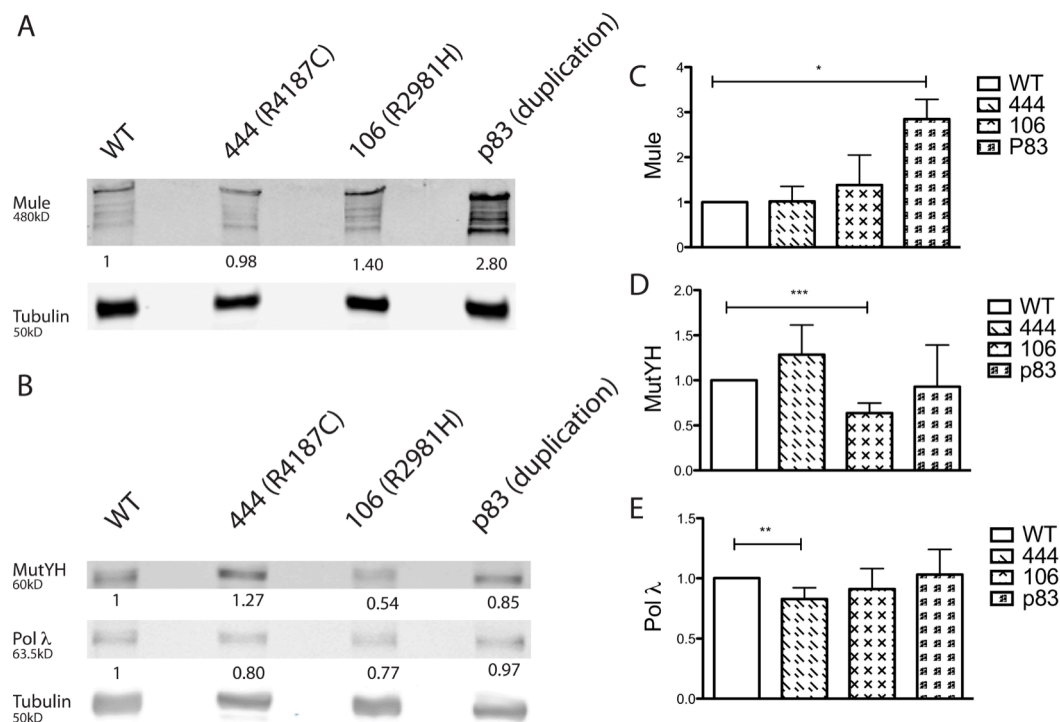 A
WT
444 (R4187C)
106 (R2981H)
p83 (duplication)
Mule
480kD
1 0.98 1.40 2.80
Tubulin
50kD
B
WT
444 (R4187C)
106 (R2981H)
p83 (duplication)
MutYH
60kD
1 1.27 0.54 0.85
Pol λ
63.5kD
1 0.80 0.77 0.97
Tubulin
50kD
C
Mule
4
3
2
1
0
*
WT
444
106
P83
D
MutYH
2.0
1.5
1.0
0.5
0.0
***
WT
444
106
p83
E
Pol λ
1.5
1.0
0.5
0.0
**
WT
444
106
p83